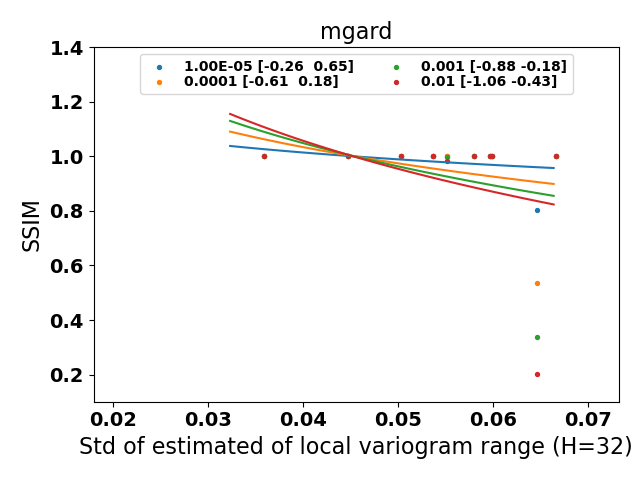 mgard
1.00E-05 [-0.26  0.65]
0.0001 [-0.61  0.18]
0.001 [-0.88 -0.18]
0.01 [-1.06 -0.43]
1.4
1.2
1.0
0.8
0.6
0.4
0.2
SSIM
0.02 0.03 0.04 0.05 0.06 0.07
Std of estimated of local variogram range (H=32)